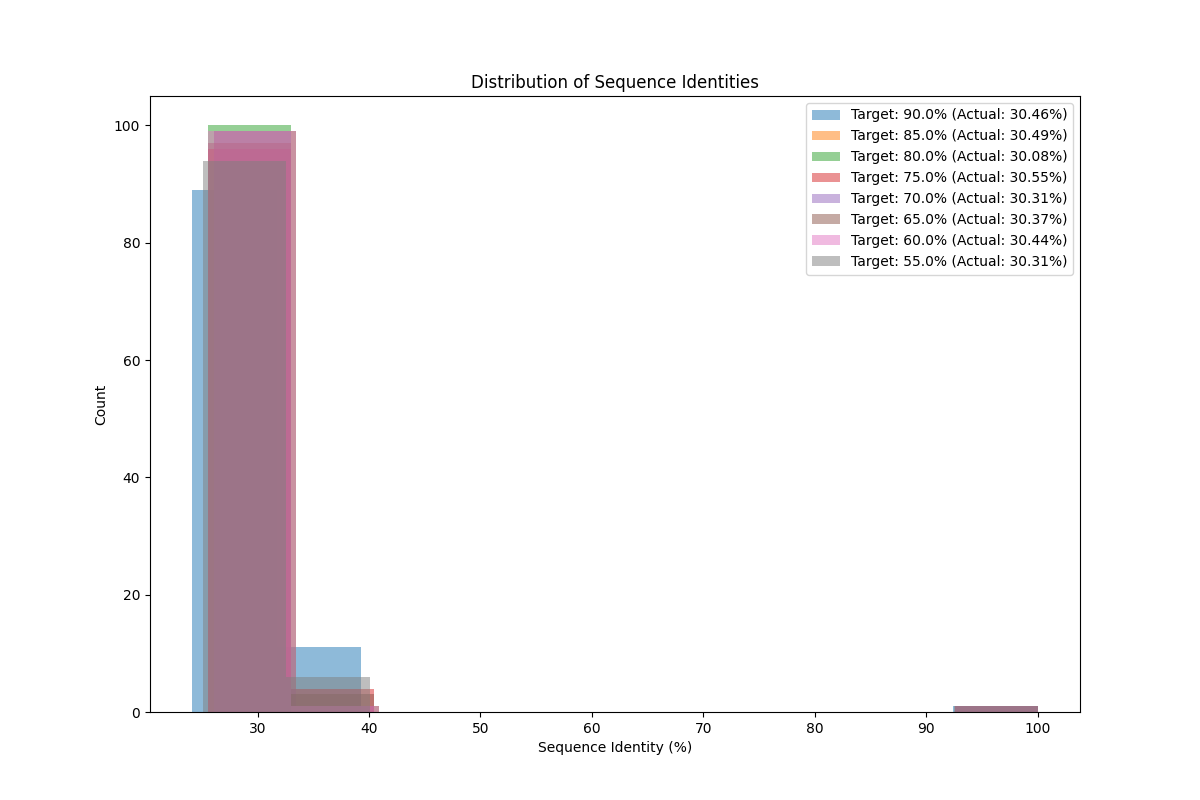 Distribution of Sequence Identities
Target: 90.0% (Actual: 30.46%)
Target: 85.0% (Actual: 30.49%)
Target: 80.0% (Actual: 30.08%)
Target: 75.0% (Actual: 30.55%)
Target: 70.0% (Actual: 30.31%)
Target: 65.0% (Actual: 30.37%)
Target: 60.0% (Actual: 30.44%)
Target: 55.0% (Actual: 30.31%)
100
80
60
40
20
0
Count
30 40 50 60 70 80 90 100
Sequence Identity (%)